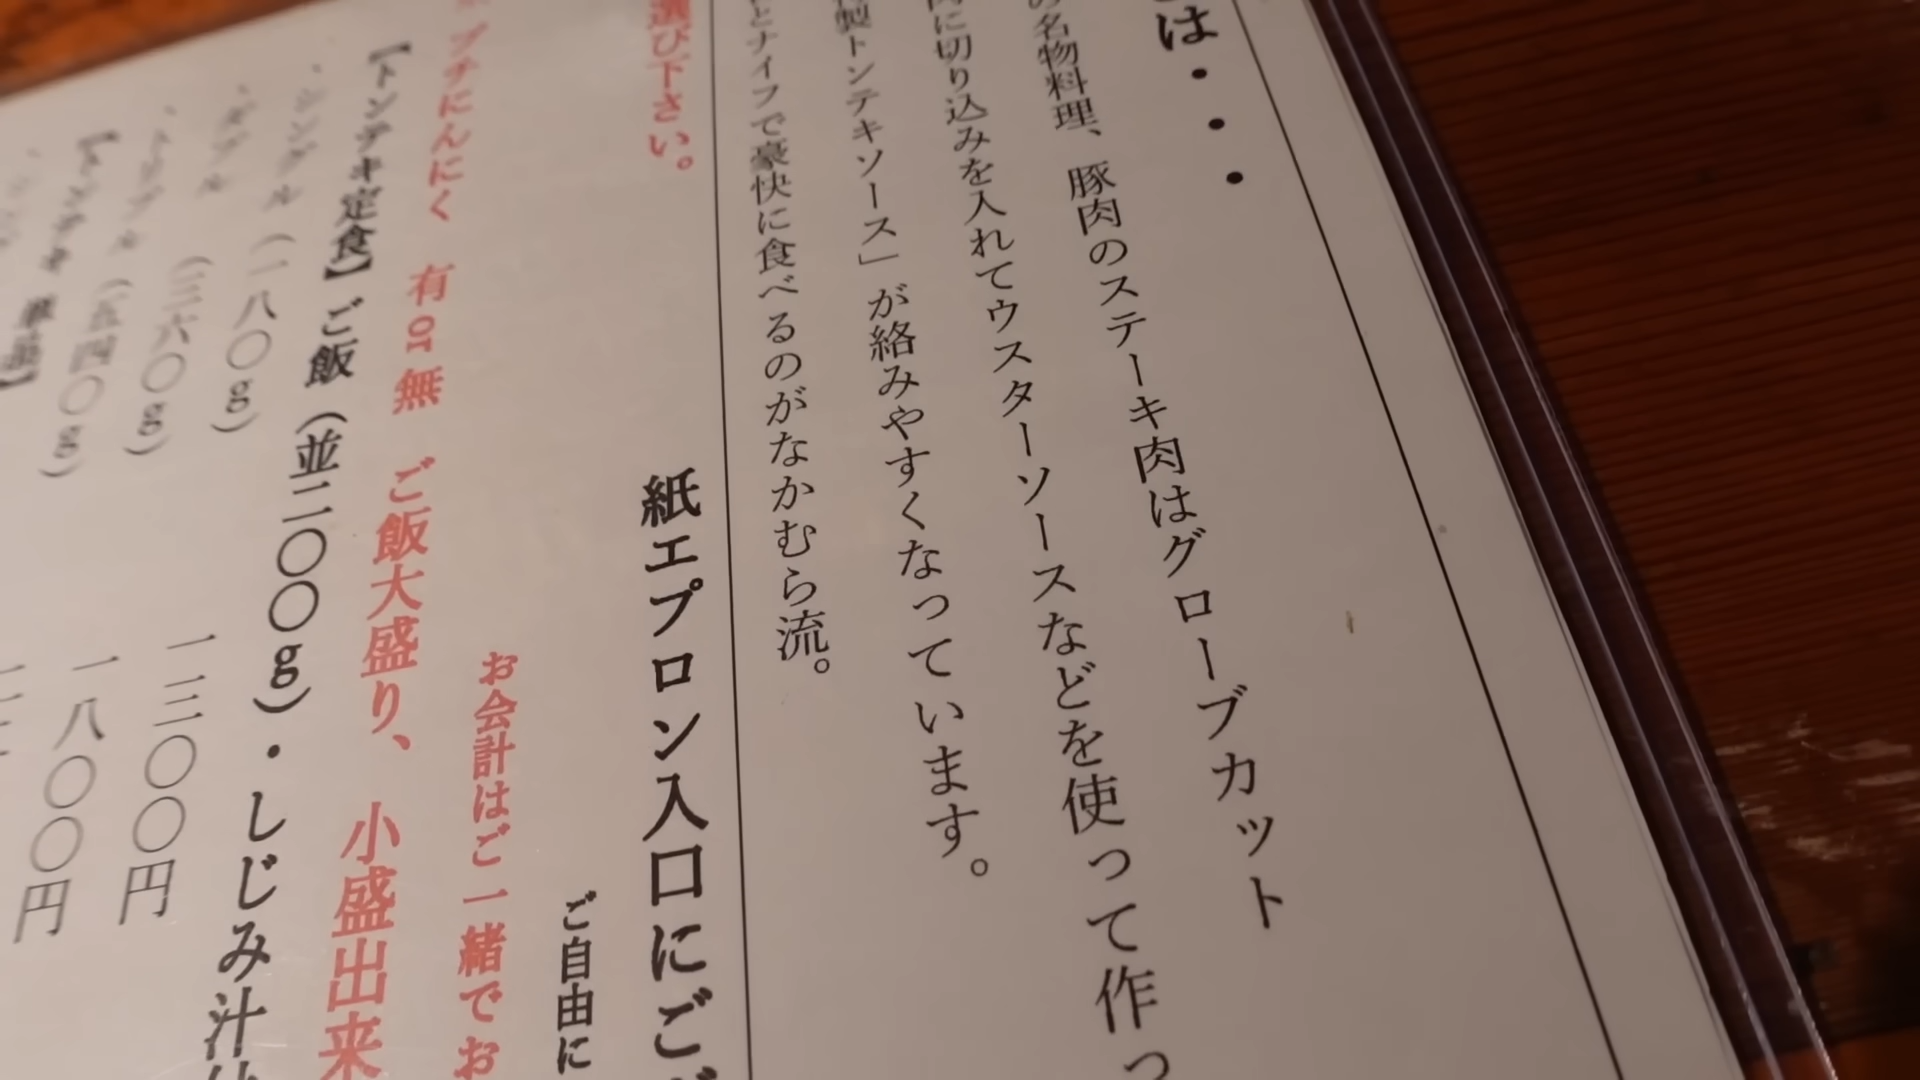 は・・・
の名物料理、豚肉のステーキ肉はグローブカット
に切り込みを入れてウスターソースなどを使って作っ
製トンテキソース」が絡みやすくなっています。
とナイフで豪快に食べるのがなかむら流。
選び下さい。
紙エプロン入口にご
ご自由に
お会計はご一緒でお
プチにんにく 有or無 ご飯大盛り、小盛出来
【トンテキ定食】ご飯(並二〇〇g)・しじみ汁
・シングル(一八〇g) 一三〇〇円
・ダブル(三六〇g) 一八〇〇円
・トリプル(五四〇g)
【トンテキ 単品】